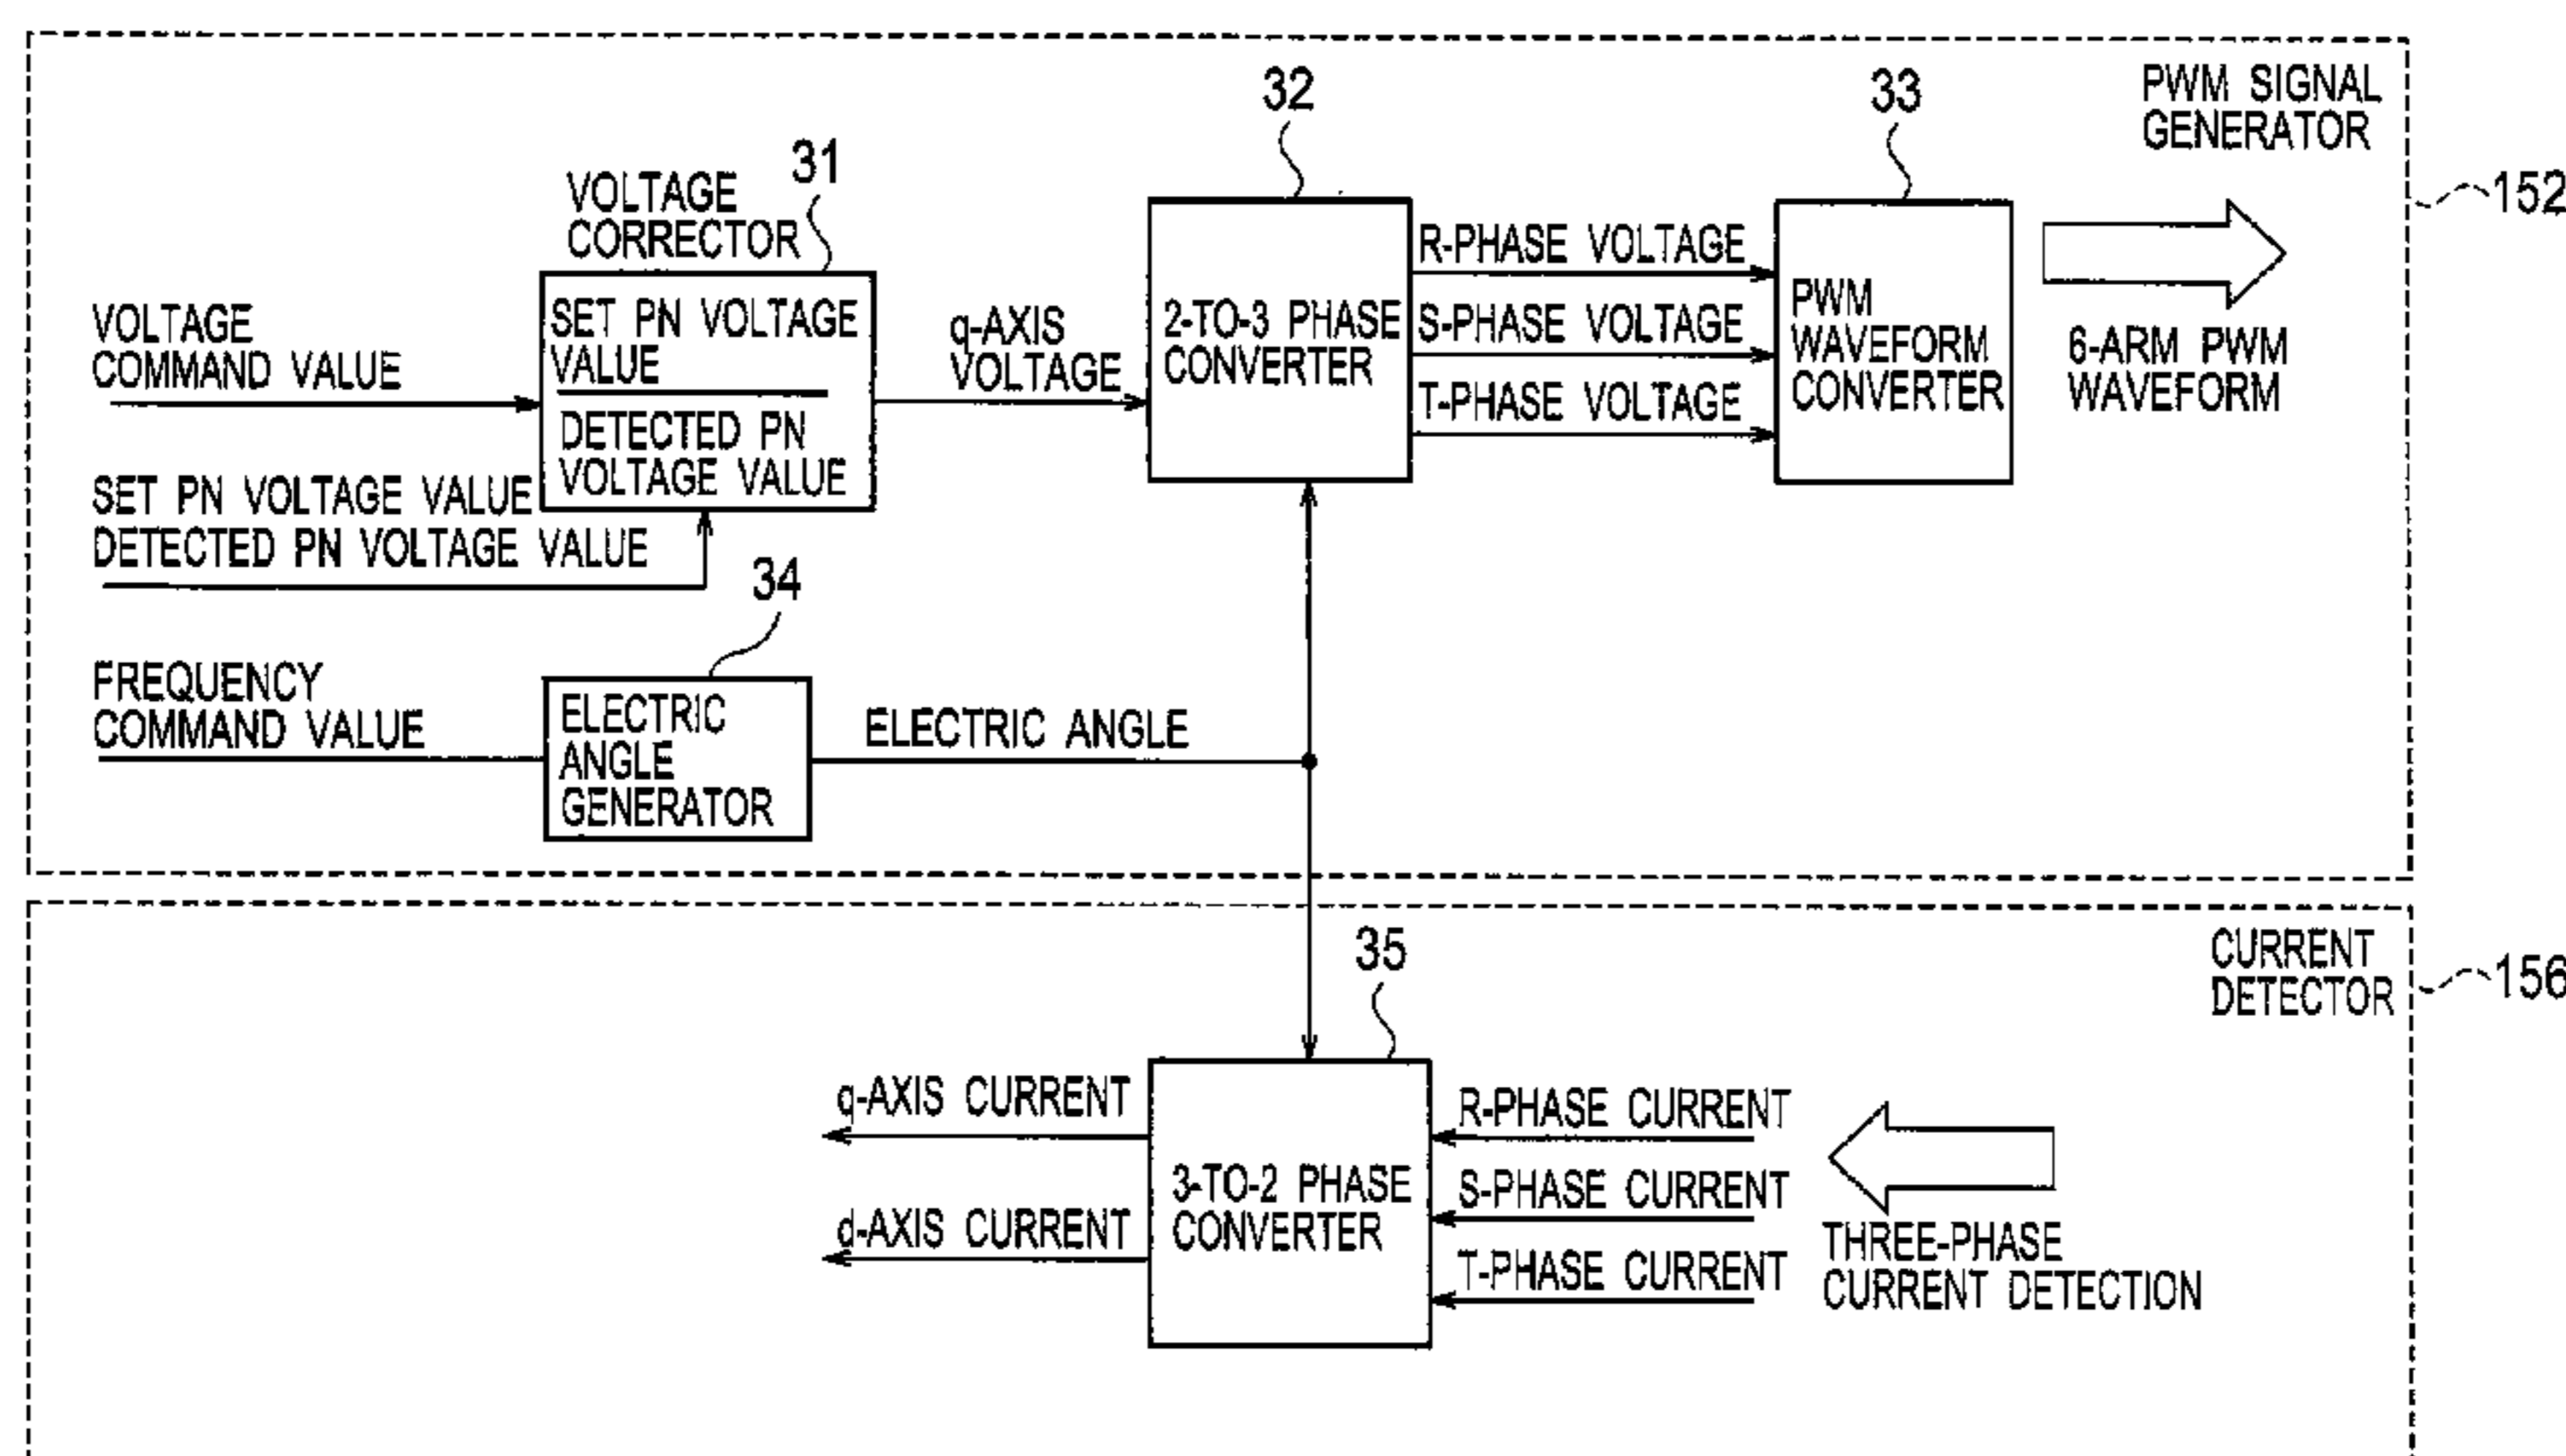 PWM SIGNAL
GENERATOR
152
32
33
31
VOLTAGE
CORRECTOR
VOLTAGE
COMMAND VALUE
SET PN VOLTAGE
VALUE
DETECTED PN
VOLTAGE VALUE
q-AXIS
VOLTAGE
2-TO-3 PHASE
CONVERTER
R-PHASE VOLTAGE
S-PHASE VOLTAGE
T-PHASE VOLTAGE
PWM
WAVEFORM
CONVERTER
6-ARM PWM
WAVEFORM
SET PN VOLTAGE VALUE
DETECTED PN VOLTAGE VALUE
34
FREQUENCY
COMMAND VALUE
ELECTRIC
ANGLE
GENERATOR
ELECTRIC ANGLE
CURRENT
DETECTOR
156
35
q-AXIS CURRENT
d-AXIS CURRENT
3-TO-2 PHASE
CONVERTER
R-PHASE CURRENT
S-PHASE CURRENT
T-PHASE CURRENT
THREE-PHASE
CURRENT DETECTION